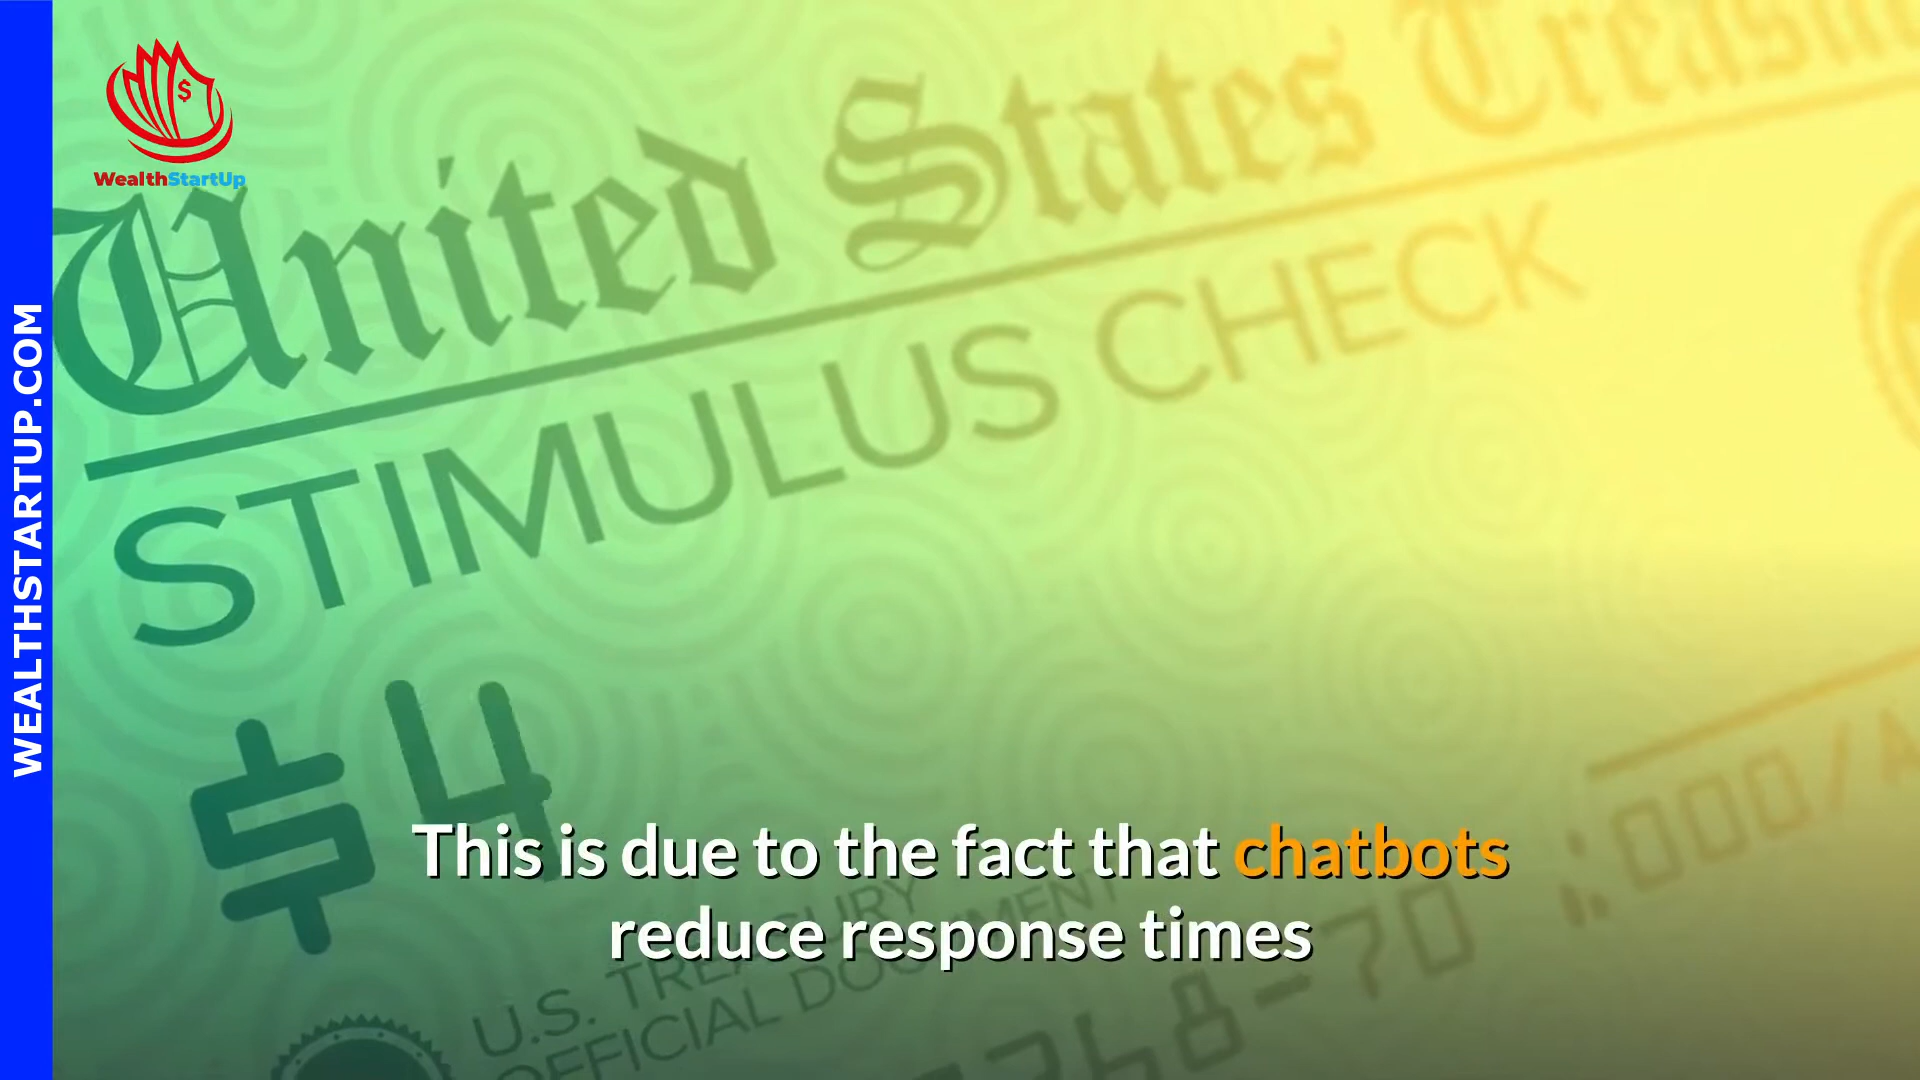 WEALTHSTARTUP.COM
$
WealthStartUp
United States
STIMULUS CHECK
$4
This is due to the fact that chatbots
reduce response times
U.S. TREASURY
OFFICIAL DOCUMENT